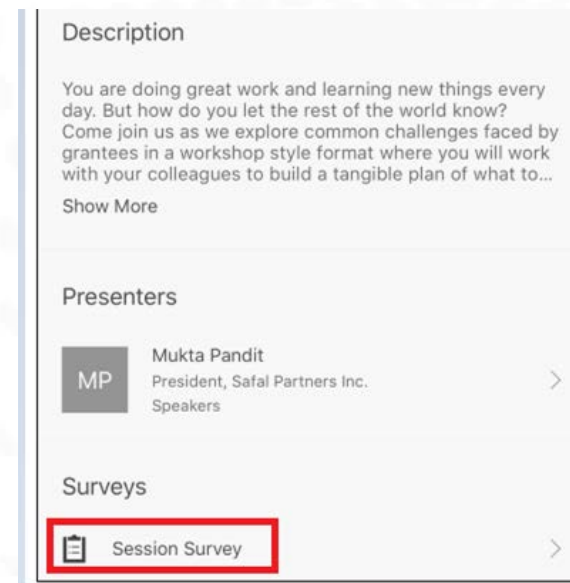 Description
You are doing great work and learning new things every
day. But how do you let the rest of the world know?
Come join us as we explore common challenges faced by
grantees in a workshop style format where you will work
with your colleagues to build a tangible plan of what to...
Show More
Presenters
MP
Mukta Pandit
President, Safal Partners Inc.
Speakers
Surveys
Session Survey